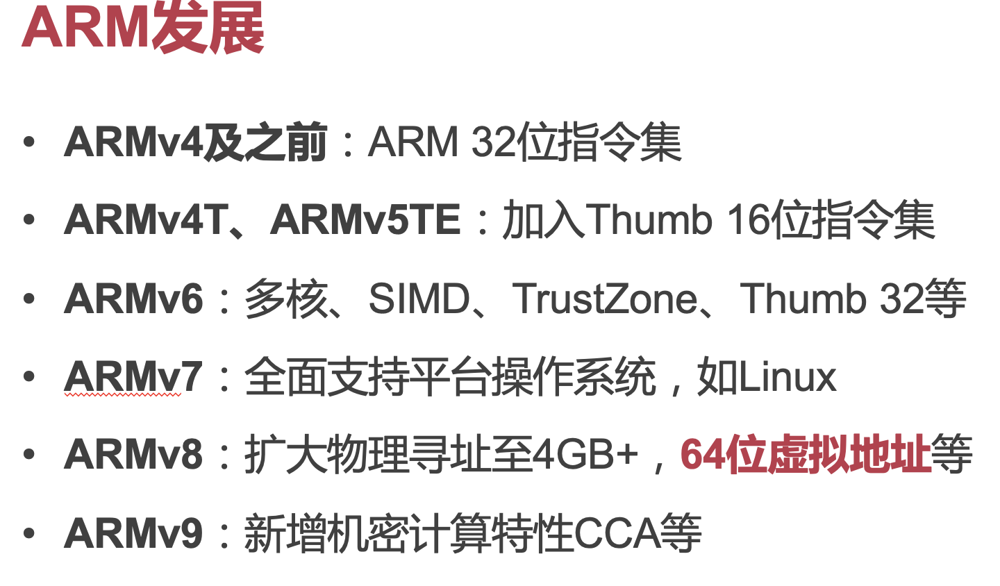 ARM发展
• ARMv4及之前：ARM 32位指令集
• ARMv4T、ARMv5TE：加入Thumb 16位指令集
• ARMv6：多核、SIMD、TrustZone、Thumb 32等
• ARMv7：全面支持平台操作系统，如Linux
• ARMv8：扩大物理寻址至4GB+，64位虚拟地址等
• ARMv9：新增机密计算特性CCA等